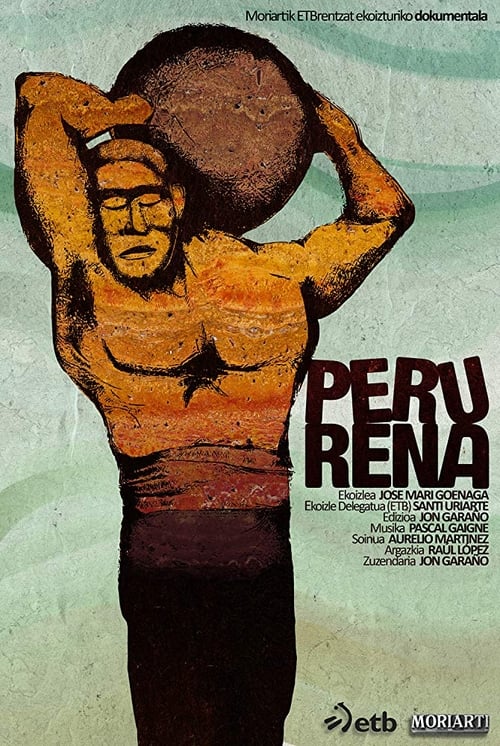 Moriartik ETBrentzat ekoizturiko dokumentala
PERU
RENA
Ekoizlea JOSE MARI GOENAGA
Ekoizle Delegatua (ETB) SANTI URIARTE
Edizioa JON GARAÑO
Musika PASCAL GAIGNE
Soinua AURELIO MARTINEZ
Argazkia RAUL LÓPEZ
Zuzendaria JON GARAÑO
etb MORIARTI